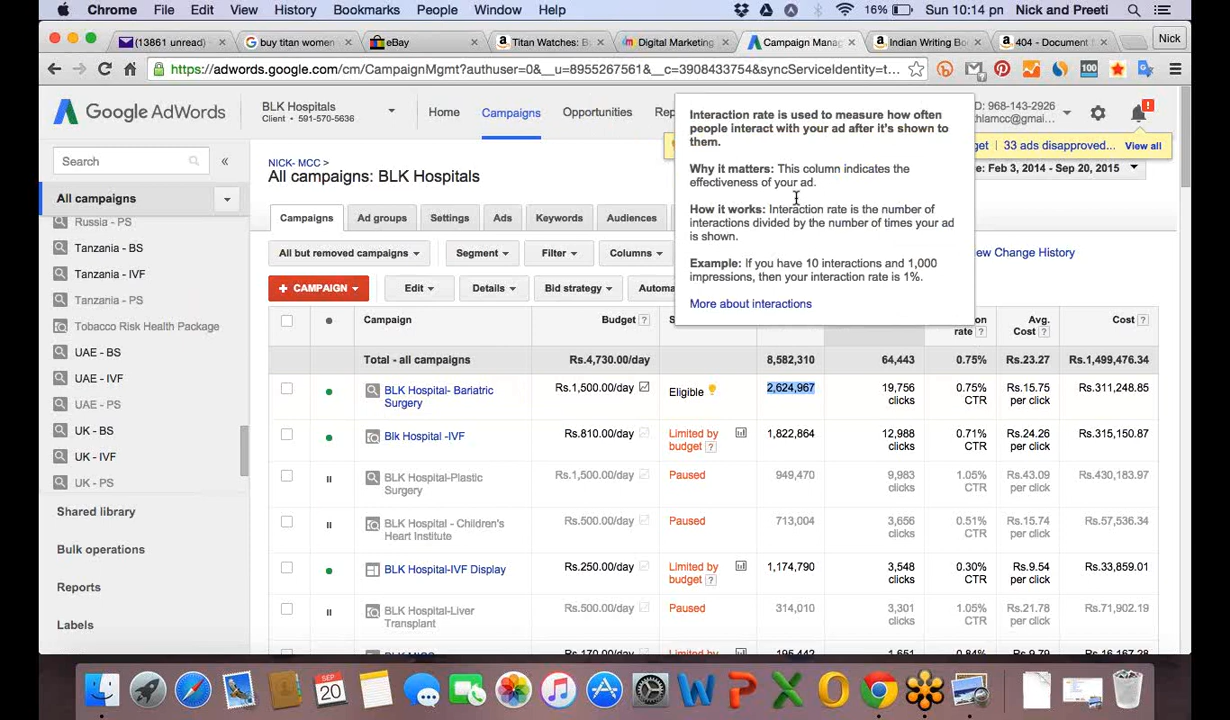 Chrome File Edit View History Bookmarks People Window Help 16% Sun 10:14 pm Nick and Preeti
(13861 unread) - buy titan women eBay Titan Watches: B Digital Marketing Campaign Manag Indian Writing Bo 404 - Document Nick
https://adwords.google.com/cm/CampaignMgmt?authuser=0&__u=8955267561&__c=3908433754&syncServiceIdentity=t...
100
Google AdWords
BLK Hospitals
Client - 591-570-5636
Home Campaigns Opportunities Rep
ID: 968-143-2926
hlamcc@gmai...
get | 33 ads disapproved... View all
Search «
NICK- MCC >
All campaigns: BLK Hospitals
e: Feb 3, 2014 - Sep 20, 2015
All campaigns
Russia - PS
Tanzania - BS
Tanzania - IVF
Tanzania - PS
Tobacco Risk Health Package
UAE - BS
UAE - IVF
UAE - PS
UK - BS
UK - IVF
UK - PS
Shared library
Bulk operations
Reports
Labels
Campaigns Ad groups Settings Ads Keywords Audiences
All but removed campaigns Segment Filter Columns
ew Change History
+ CAMPAIGN Edit Details Bid strategy Automa
Interaction rate is used to measure how often
people interact with your ad after it's shown to
them.
Why it matters: This column indicates the
effectiveness of your ad.
How it works: Interaction rate is the number of
interactions divided by the number of times your ad
is shown.
Example: If you have 10 interactions and 1,000
impressions, then your interaction rate is 1%.
More about interactions
Campaign Budget ? S on rate ? Avg. Cost ? Cost ?
Total - all campaigns Rs.4,730.00/day 8,582,310 64,443 0.75% Rs.23.27 Rs.1,499,476.34
BLK Hospital- Bariatric Rs.1,500.00/day Eligible 2,624,967 19,756 0.75% Rs.15.75 Rs.311,248.85
Surgery clicks CTR per click
Blk Hospital -IVF Rs.810.00/day Limited by 1,822,864 12,988 0.71% Rs.24.26 Rs.315,150.87
budget ? clicks CTR per click
BLK Hospital-Plastic Rs.1,500.00/day Paused 949,470 9,983 1.05% Rs.43.09 Rs.430,183.97
Surgery clicks CTR per click
BLK Hospital - Children's Rs.500.00/day Paused 713,004 3,656 0.51% Rs.15.74 Rs.57,536.34
Heart Institute clicks CTR per click
BLK Hospital-IVF Display Rs.250.00/day Limited by 1,174,790 3,548 0.30% Rs.9.54 Rs.33,859.01
budget ? clicks CTR per click
BLK Hospital-Liver Rs.500.00/day Paused 314,010 3,301 1.05% Rs.21.78 Rs.71,902.19
Transplant clicks CTR per click
SEP
20